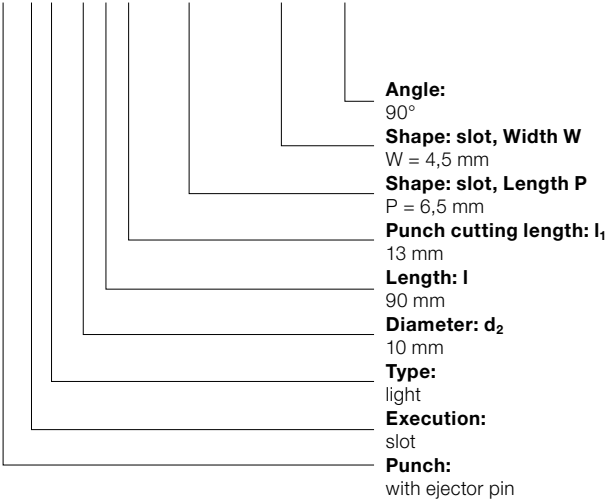 Angle:
90°
Shape: slot, Width W
W = 4,5 mm
Shape: slot, Length P
P = 6,5 mm
Punch cutting length: l₁
13 mm
Length: l
90 mm
Diameter: d₂
10 mm
Type:
light
Execution:
slot
Punch:
with ejector pin